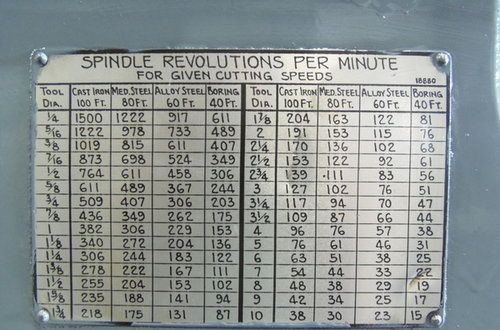 SPINDLE REVOLUTIONS PER MINUTE
FOR GIVEN CUTTING SPEEDS
18880
TOOL DIA. CAST IRON 100 FT. MED. STEEL 80 FT. ALLOY STEEL 60 FT. BORING 40 FT. TOOL DIA. CAST IRON 100 FT. MED. STEEL 80 FT. ALLOY STEEL 60 FT. BORING 40 FT.
1/4 1500 1222 917 611 1 7/8 204 163 122 81
5/16 1222 978 733 489 2 191 153 115 76
3/8 1019 815 611 407 2 1/4 170 136 102 68
7/16 873 698 524 349 2 1/2 153 122 92 61
1/2 764 611 458 306 2 3/4 139 111 83 56
5/8 611 489 367 244 3 127 102 76 51
3/4 509 407 306 203 3 1/4 117 94 70 47
7/8 436 349 262 175 3 1/2 109 87 66 44
1 382 306 229 153 4 96 76 57 38
1 1/8 340 272 204 136 5 76 61 46 31
1 1/4 306 244 183 122 6 63 51 38 25
1 3/8 278 222 167 111 7 54 44 33 22
1 1/2 255 204 153 102 8 48 38 29 19
1 5/8 235 188 141 94 9 42 34 25 17
1 3/4 218 175 131 87 10 38 30 23 15